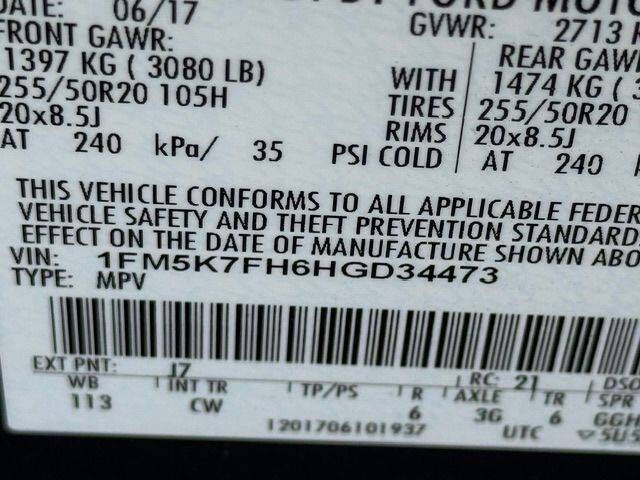 DATE: 06/17
GVWR: 2713
FRONT GAWR:
REAR GAW
1397 KG ( 3080 LB)
WITH
1474 KG (
255/50R20 105H
TIRES
255/50R20
20x8.5J
RIMS
20x8.5J
AT 240 kPa/ 35 PSI COLD
AT 240
THIS VEHICLE CONFORMS TO ALL APPLICABLE FEDER
VEHICLE SAFETY AND THEFT PREVENTION STANDARD
EFFECT ON THE DATE OF MANUFACTURE SHOWN ABO
VIN: 1FM5K7FH6HGD34473
TYPE: MPV
EXT PNT: J7 RC: 21 DSO
WB INT TR TP/PS R AXLE TR SPR
113 CW 6 3G 6 GGH
1201706101937 UTC